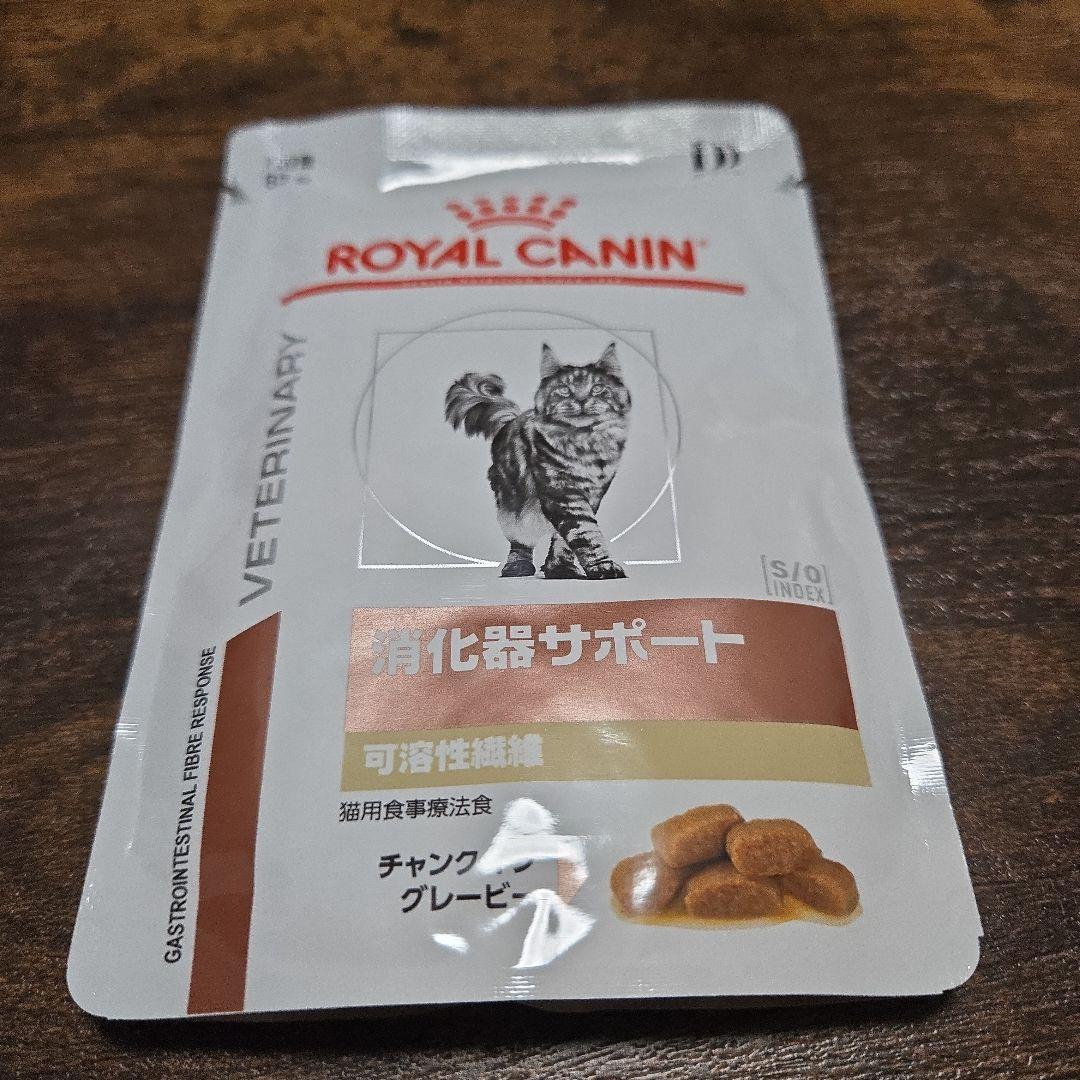 ROYAL CANIN
VETERINARY
S/O
INDEX
消化器サポート
可溶性繊維
猫用食事療法食
チャンク
グレービー
GASTROINTESTINAL FIBRE RESPONSE